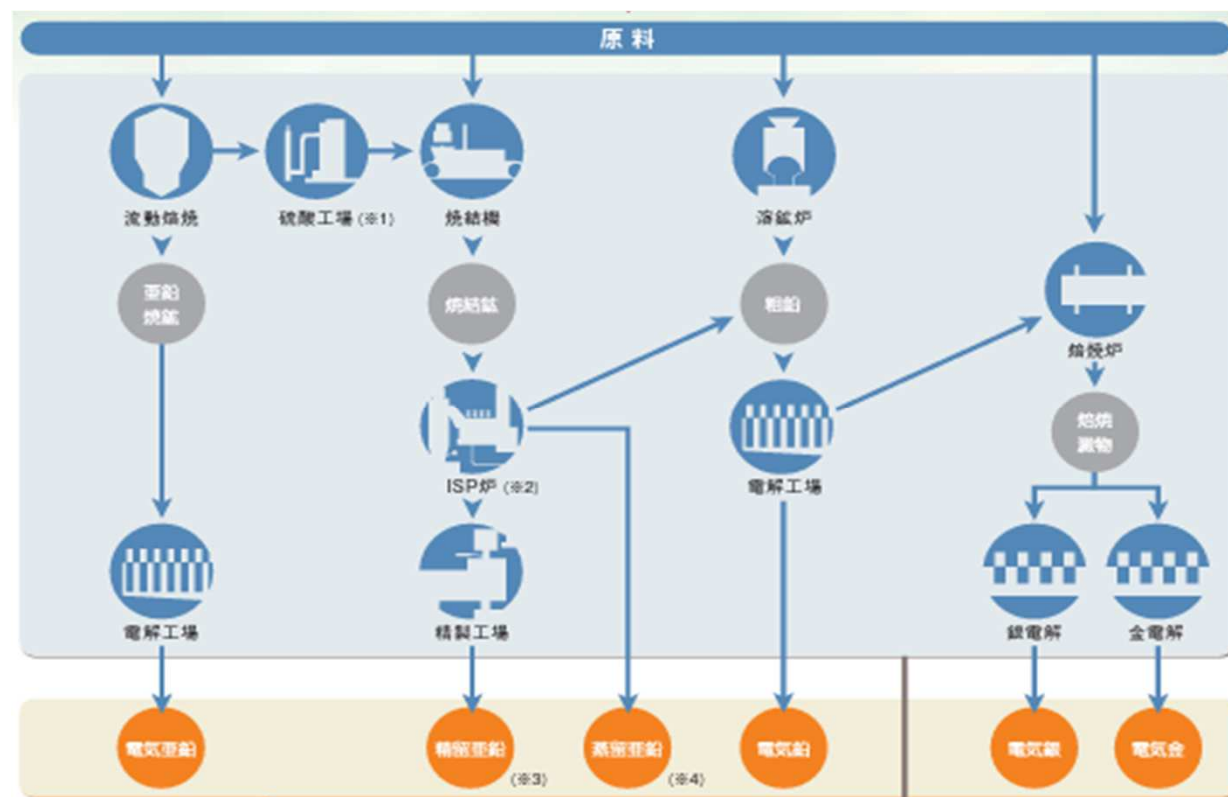 原料
流動焙焼
硫酸工場 (※1)
焼結機
溶鉱炉
亜鉛
焼鉱
焼結鉱
粗鉛
焙焼炉
ISP炉 (※2)
電解工場
焙焼
澱物
電解工場
精製工場
銀電解
金電解
電気亜鉛
精留亜鉛
(※3)
蒸留亜鉛
(※4)
電気鉛
電気銀
電気金